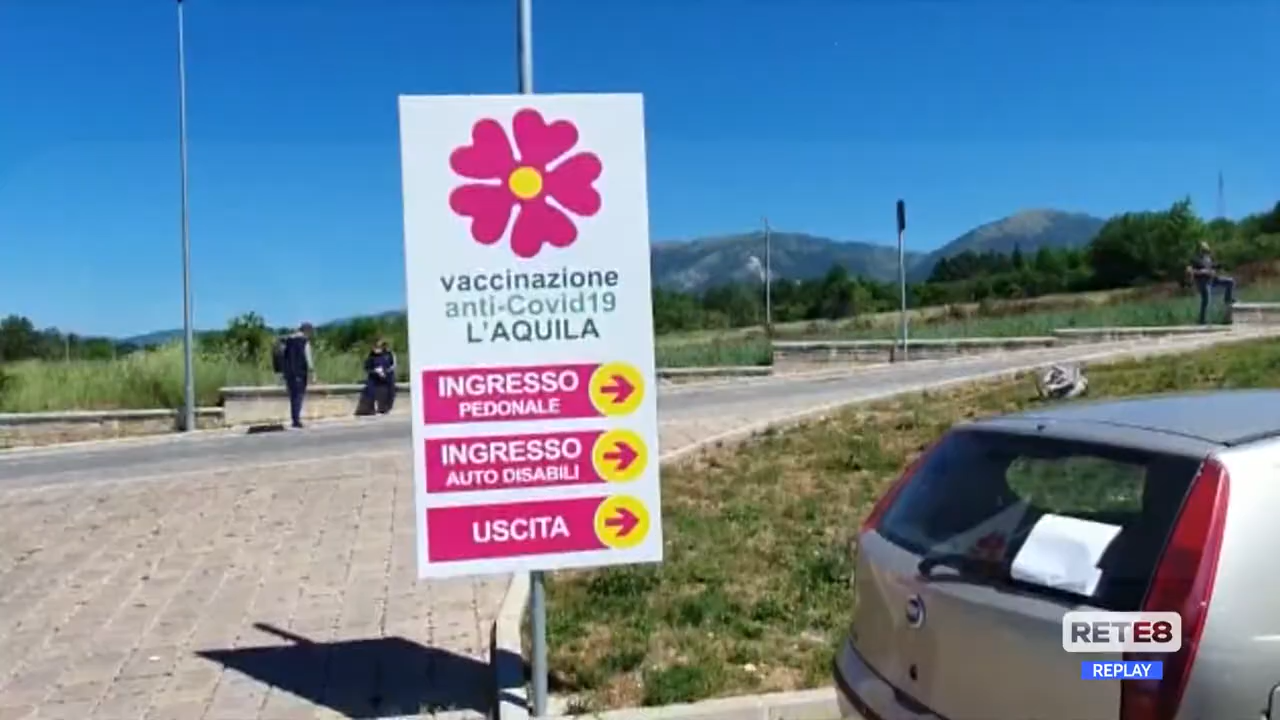 vaccinazione
anti-Covid19
L'AQUILA
INGRESSO
PEDONALE
INGRESSO
AUTO DISABILI
USCITA
RETE8
REPLAY